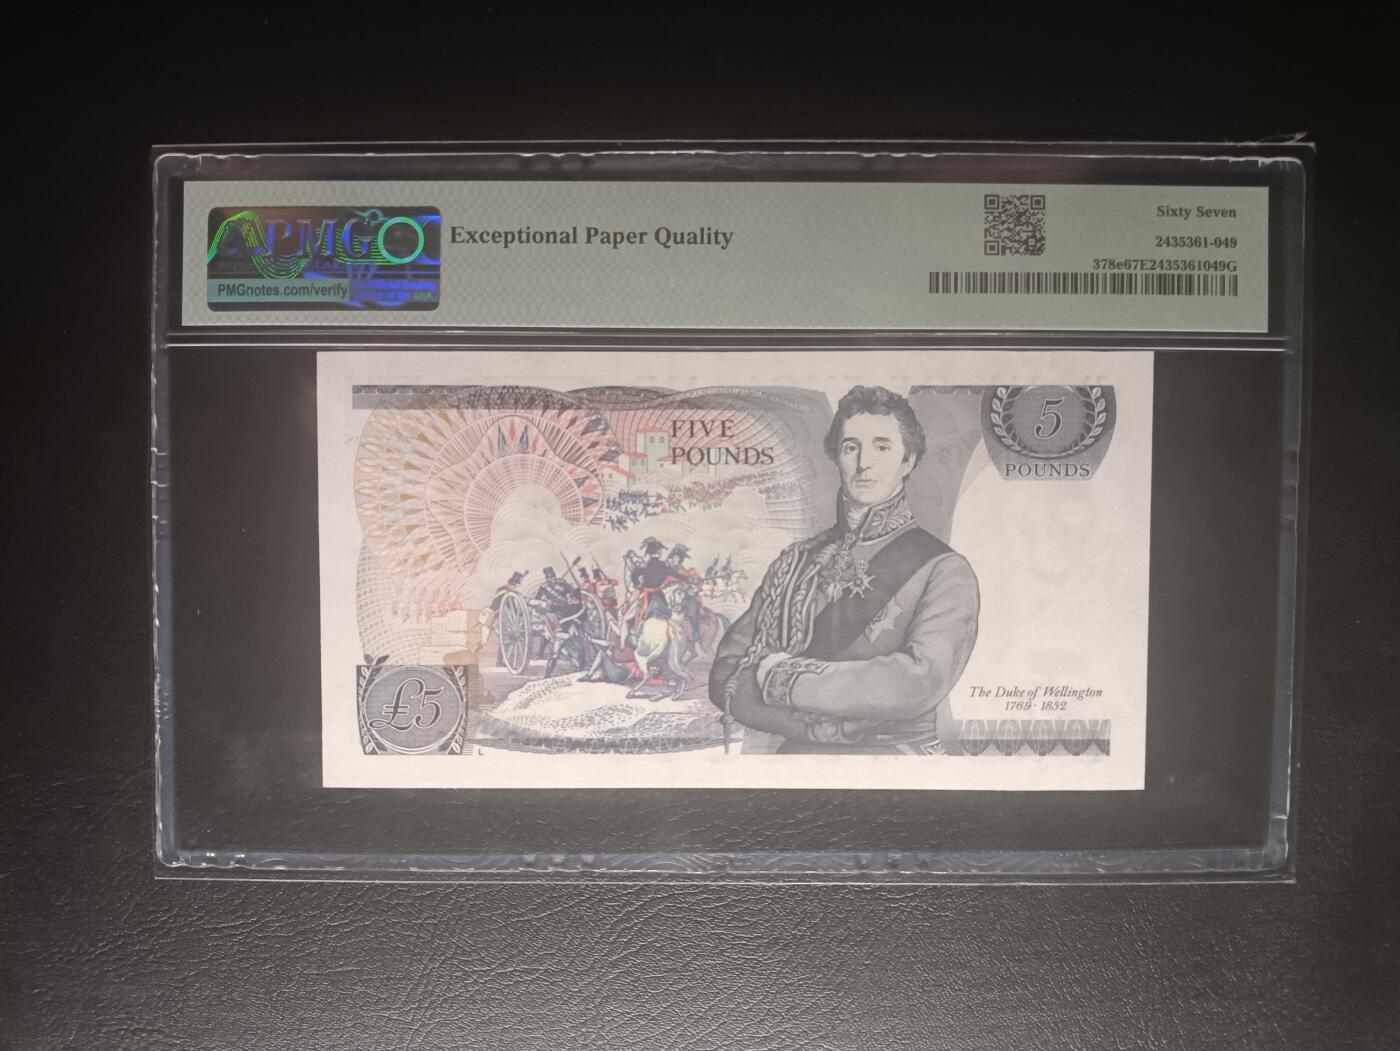 PMG
Exceptional Paper Quality
PMGnotes.com/verify
Sixty Seven
2435361-049
378e67E2435361049G
FIVE
POUNDS
5
POUNDS
£5
L
The Duke of Wellington
1769 - 1852